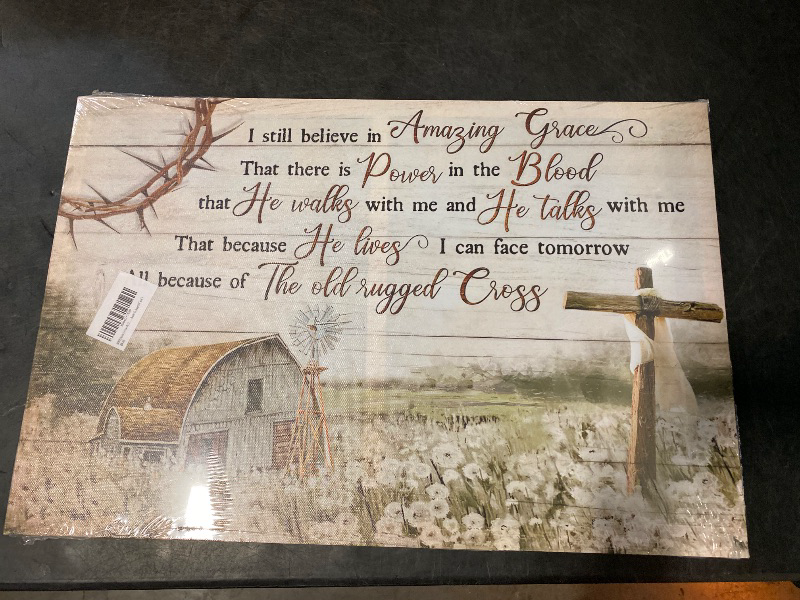 I still believe in Amazing Grace
That there is Power in the Blood
that He walks with me and He talks with me
That because He lives I can face tomorrow
All because of The old rugged Cross